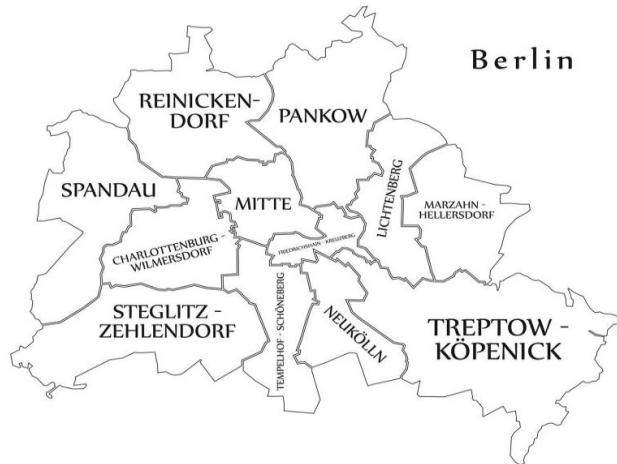 Berlin
REINICKEN-
DORF
PANKOW
SPANDAU
MITTE
LICHTENBERG
MARZAHN -
HELLERSDORF
CHARLOTTENBURG -
WILMERSDORF
FRIEDRICHSHAIN - KREUZBERG
STEGLITZ -
ZEHLENDORF
TEMPELHOF - SCHÖNEBERG
NEUKÖLLN
TREPTOW -
KÖPENICK